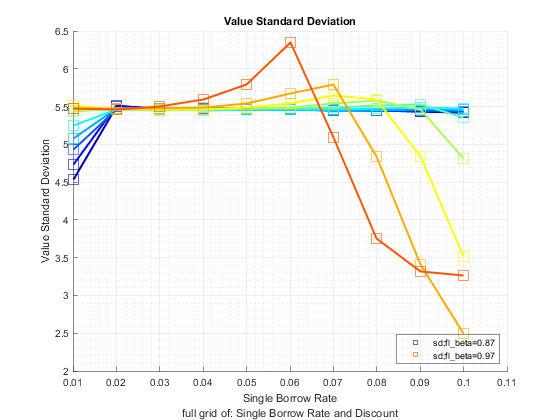 Value Standard Deviation
6.5
6
5.5
5
4.5
4
3.5
3
2.5
2
Value Standard Deviation
0.01 0.02 0.03 0.04 0.05 0.06 0.07 0.08 0.09 0.1 0.11
Single Borrow Rate
full grid of: Single Borrow Rate and Discount
sd;fl_beta=0.87
sd;fl_beta=0.97